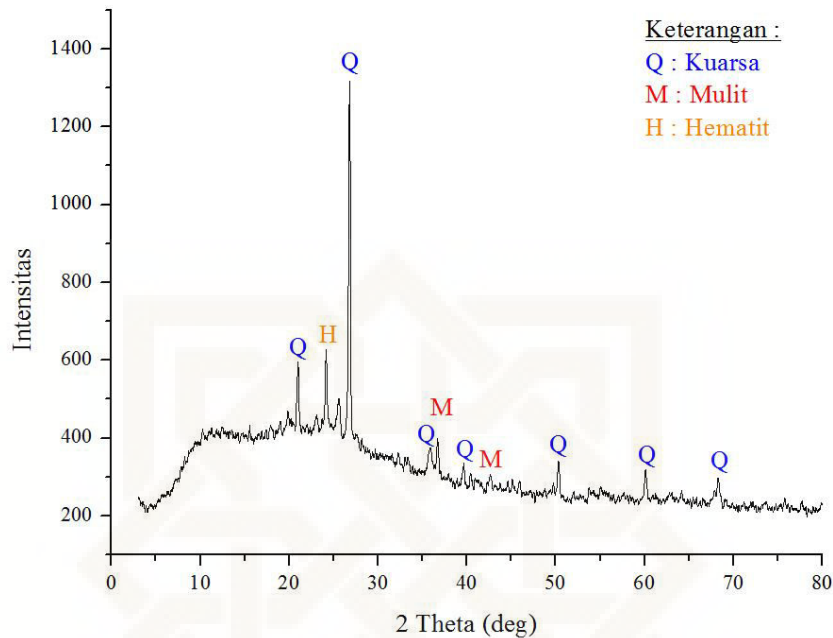 Keterangan :
Q : Kuarsa
M : Mulit
H : Hematit
Intensitas
1400
1200
1000
800
600
400
200
Q
Q
H
Q
M
Q
M
Q
Q
Q
0 10 20 30 40 50 60 70 80
2 Theta (deg)